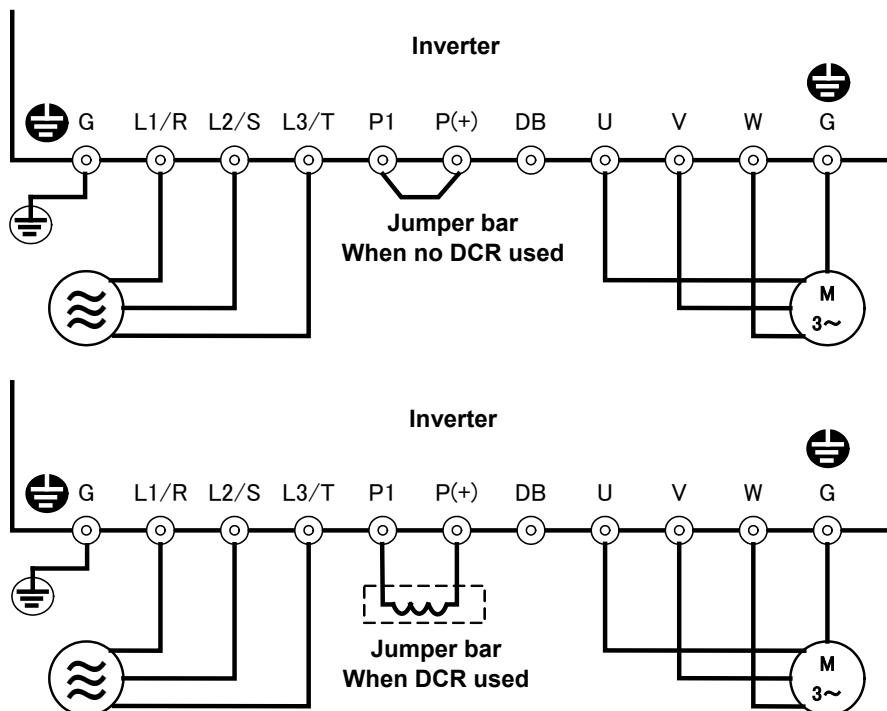 Inverter
G L1/R L2/S L3/T P1 P(+) DB U V W G
Jumper bar
When no DCR used
M
3~
Inverter
G L1/R L2/S L3/T P1 P(+) DB U V W G
Jumper bar
When DCR used
M
3~